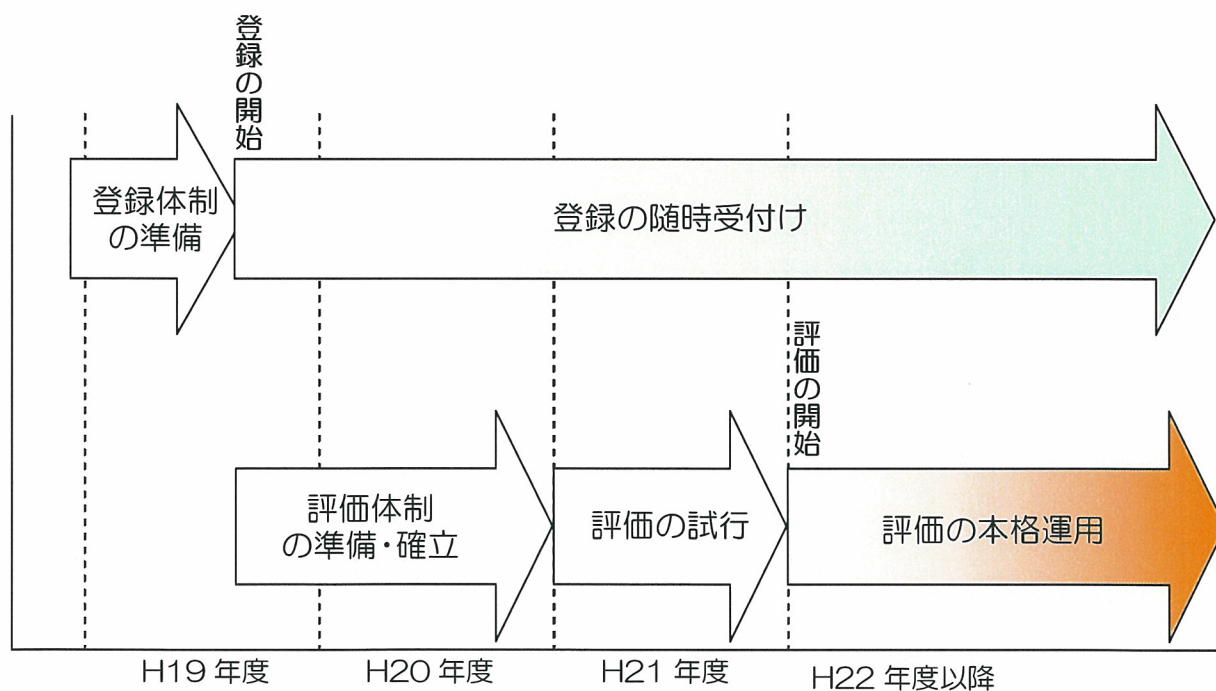 登録の開始
登録体制
の準備
登録の随時受付け
評価の開始
評価体制
の準備・確立
評価の試行
評価の本格運用
H19 年度
H20 年度
H21 年度
H22 年度以降